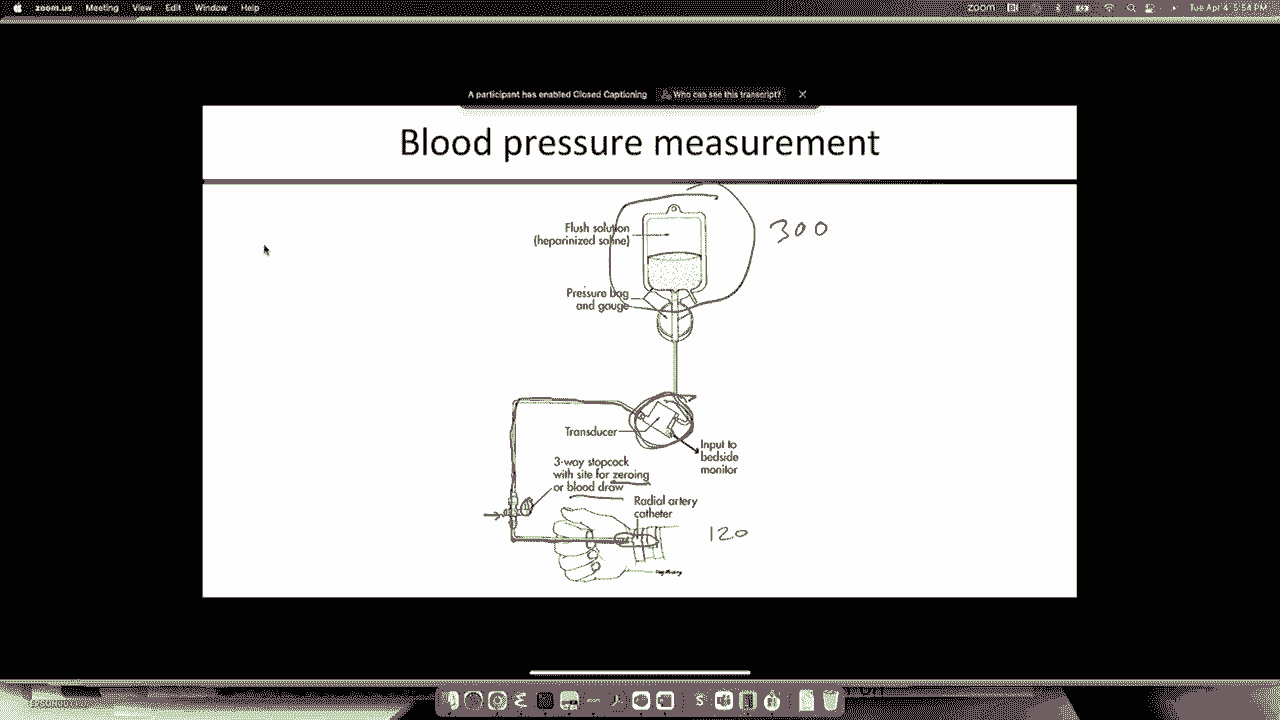 zoom.us Meeting View Edit Window Help
zoom
Tue Apr 4 5:54 PM
A participant has enabled Closed Captioning Who can see this transcript?
Blood pressure measurement
Flush solution
(heparinized saline)
300
Pressure bag
and gauge
Transducer
Input to
bedside
monitor
3-way stopcock
with site for zeroing
or blood draw
Radial artery
catheter
120